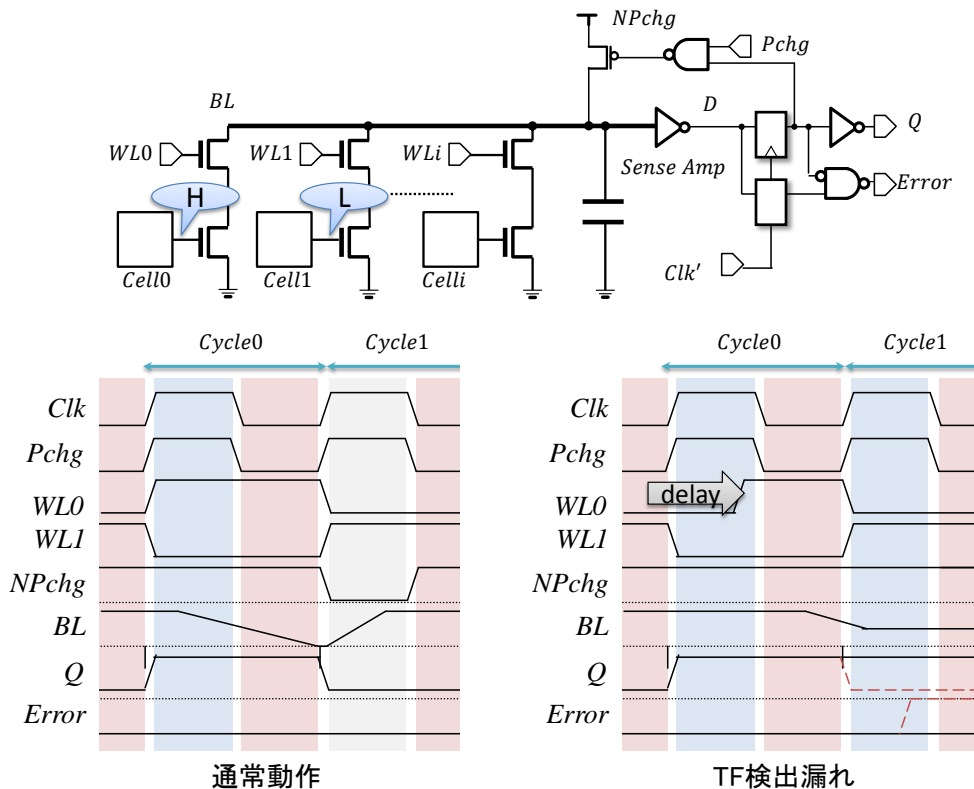 NPchg
Pchg
BL
D
Q
WL0
WL1
WLi
Sense Amp
Error
H
L
Cell0
Cell1
Celli
Clk′
Cycle0
Cycle1
Clk
Pchg
WL0
WL1
NPchg
BL
Q
Error
通常動作
Cycle0
Cycle1
Clk
Pchg
delay
WL0
WL1
NPchg
BL
Q
Error
TF検出漏れ